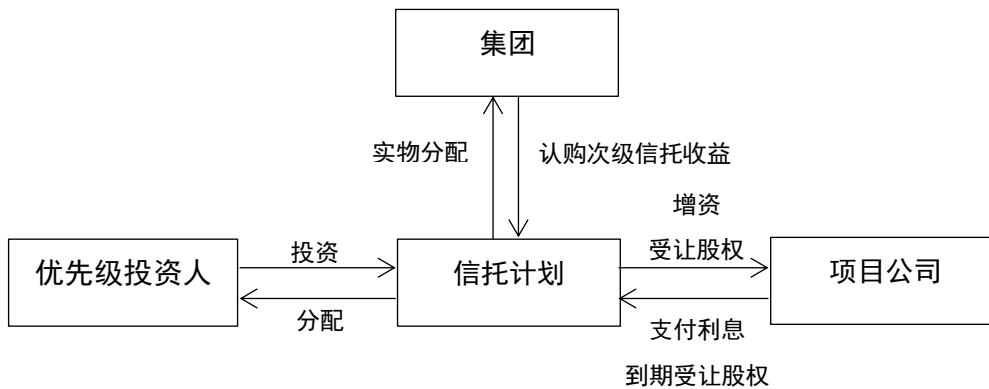 集团
实物分配
认购次级信托收益
增资
优先级投资人
投资
分配
信托计划
受让股权
支付利息
到期受让股权
项目公司